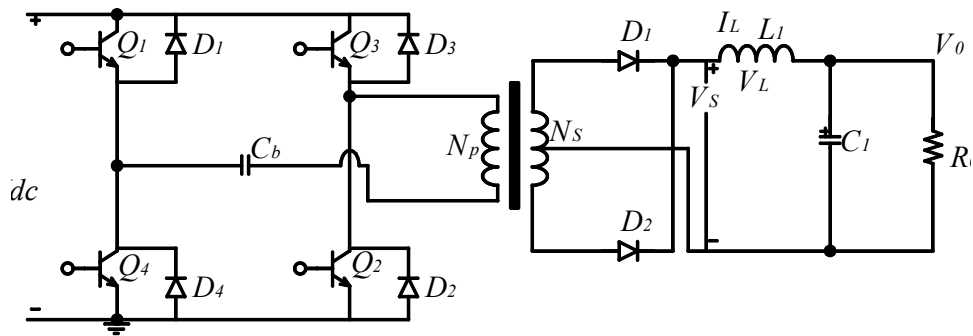 +
Q1
D1
Q3
D3
D1
IL
L1
V0
+
VS
VL
Np
NS
Cb
+
C1
dc
D2
Q4
D4
Q2
D2
-
-